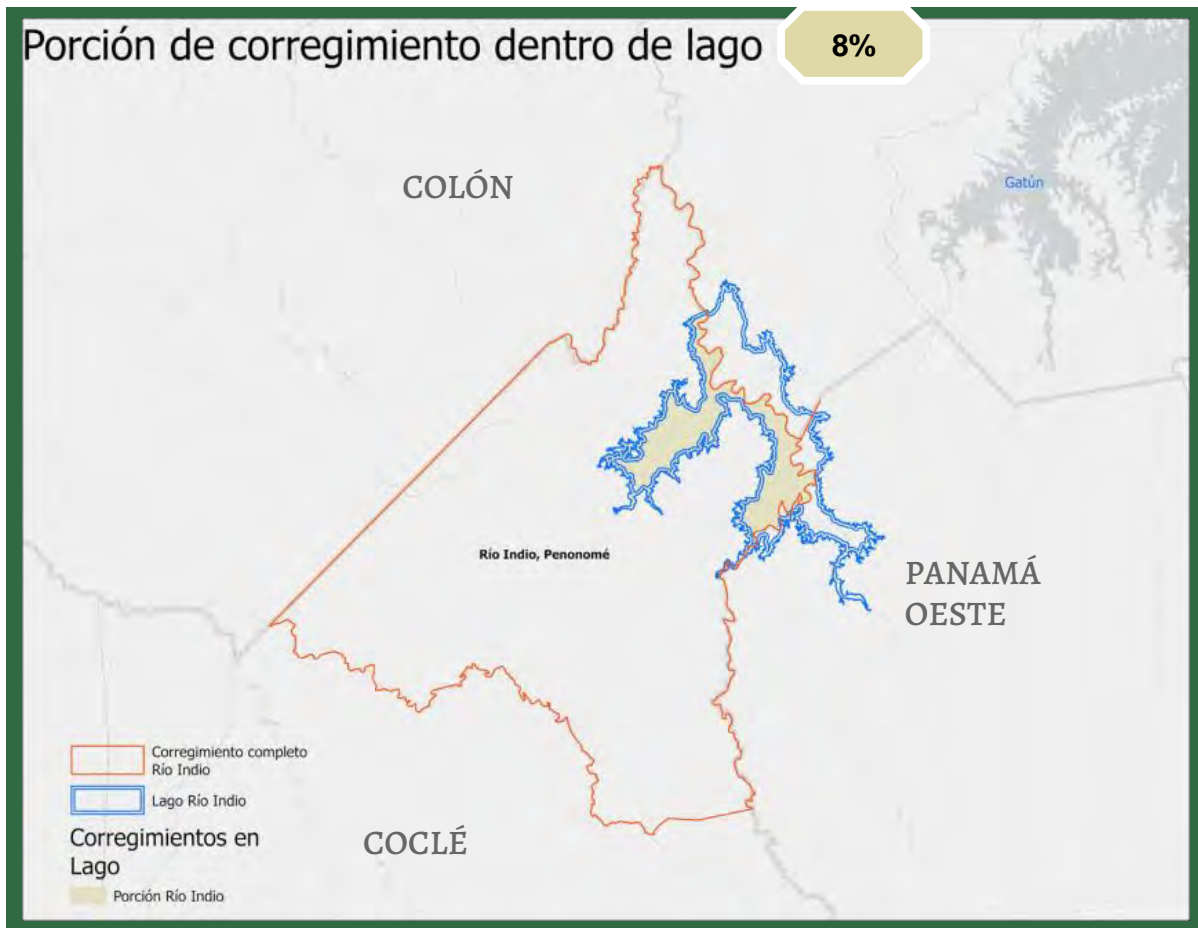 Porción de corregimiento dentro de lago
8%
COLÓN
Gatún
Río Indio, Penonomé
PANAMÁ
OESTE
Corregimiento completo
Río Indio
Lago Río Indio
Corregimientos en
Lago
Porción Río Indio
COCLÉ